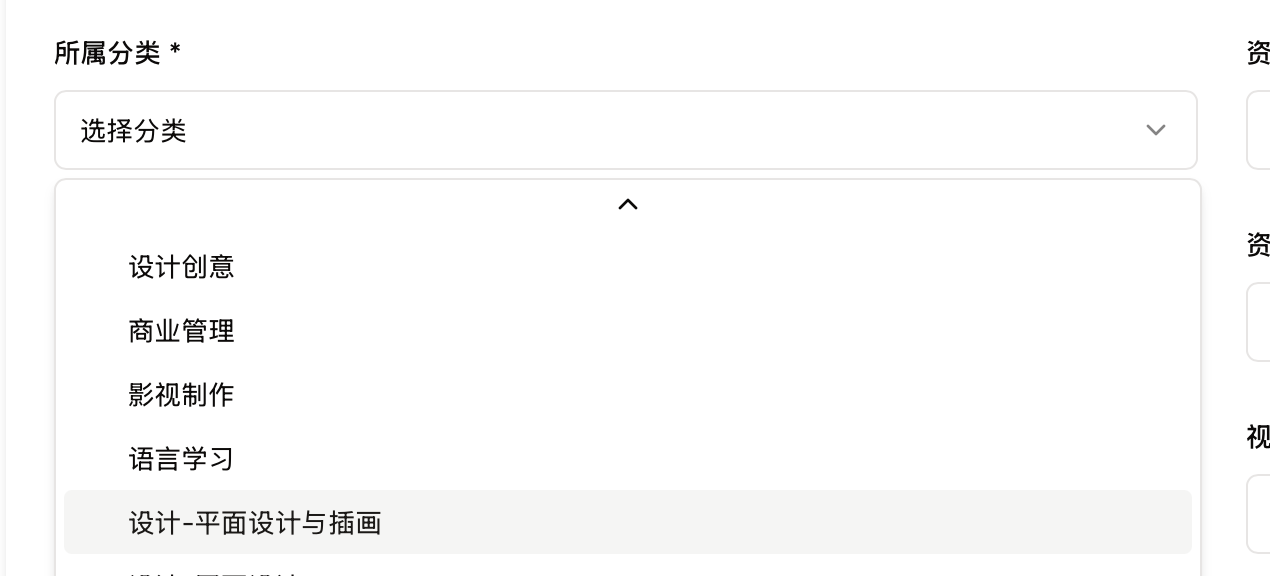 所属分类 *
资
选择分类
设计创意
资
商业管理
影视制作
视
语言学习
设计-平面设计与插画